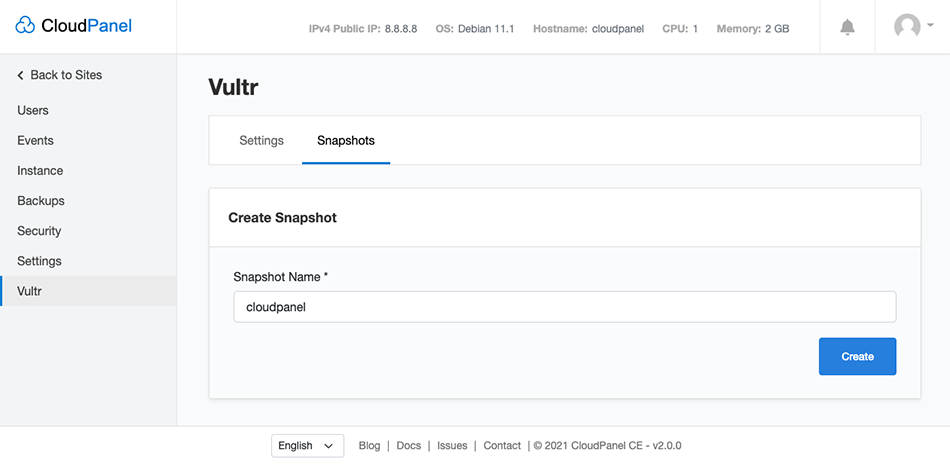 CloudPanel
IPv4 Public IP: 8.8.8.8 OS: Debian 11.1 Hostname: cloudpanel CPU: 1 Memory: 2 GB
Back to Sites
Users
Events
Instance
Backups
Security
Settings
Vultr
Vultr
Settings Snapshots
Create Snapshot
Snapshot Name *
cloudpanel
Create
English Blog | Docs | Issues | Contact | © 2021 CloudPanel CE - v2.0.0